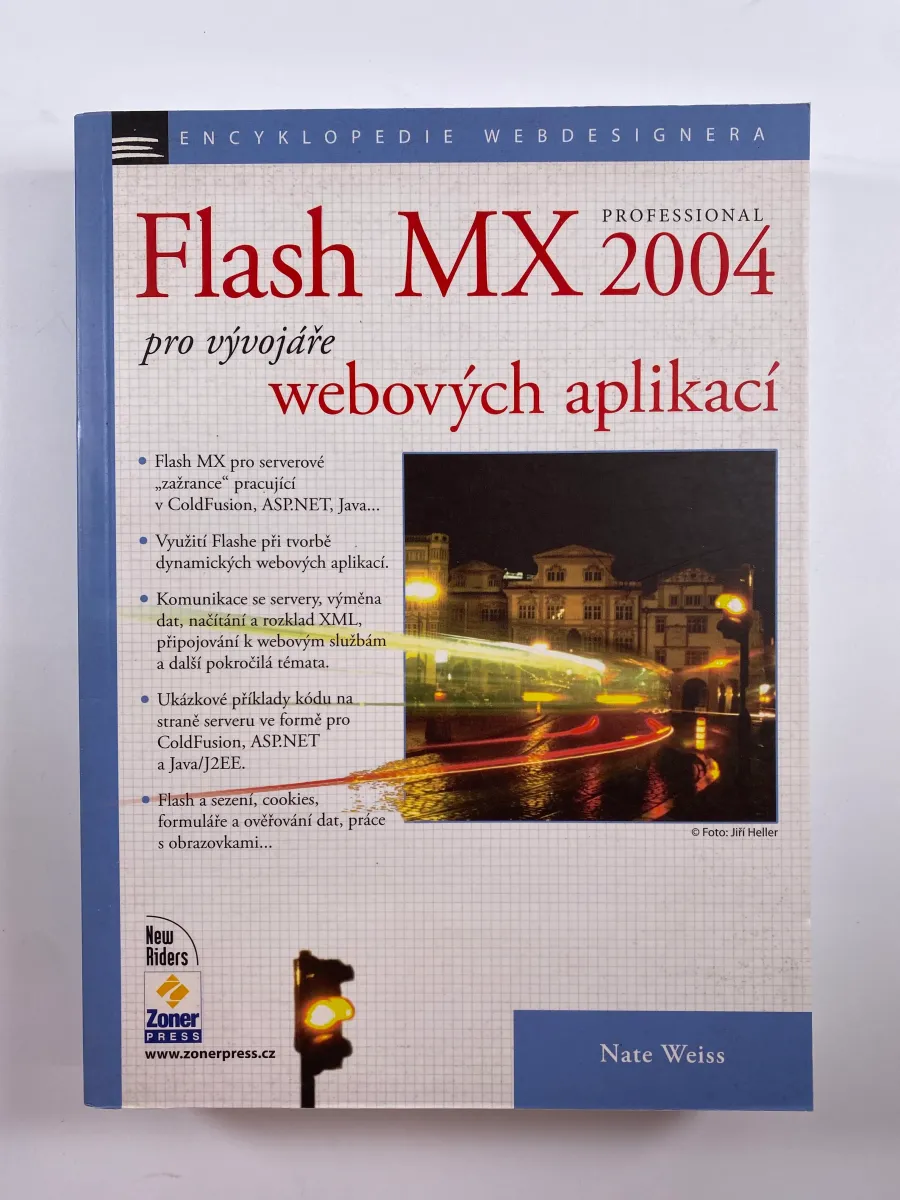 ENCYKLOPEDIE WEBDESIGNERA
Flash MX PROFESSIONAL 2004
pro vývojáře
webových aplikací
• Flash MX pro serverové
„zažrance“ pracující
v ColdFusion, ASP.NET, Java...
• Využití Flashe při tvorbě
dynamických webových aplikací.
• Komunikace se servery, výměna
dat, načítání a rozklad XML,
připojování k webovým službám
a další pokročilá témata.
• Ukázkové příklady kódu na
straně serveru ve formě pro
ColdFusion, ASP.NET
a Java/J2EE.
• Flash a sezení, cookies,
formuláře a ověřování dat, práce
s obrazovkami...
© Foto: Jiří Heller
New
Riders
Zoner
PRESS
www.zonerpress.cz
Nate Weiss